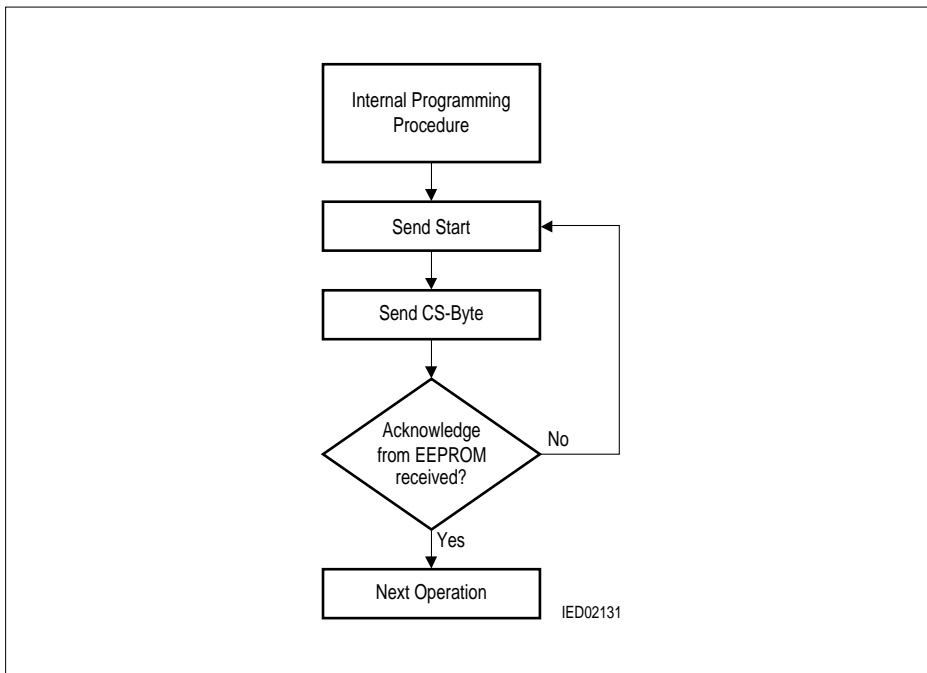 Internal Programming
Procedure
Send Start
Send CS-Byte
Acknowledge
from EEPROM
received?
No
Yes
Next Operation
IED02131